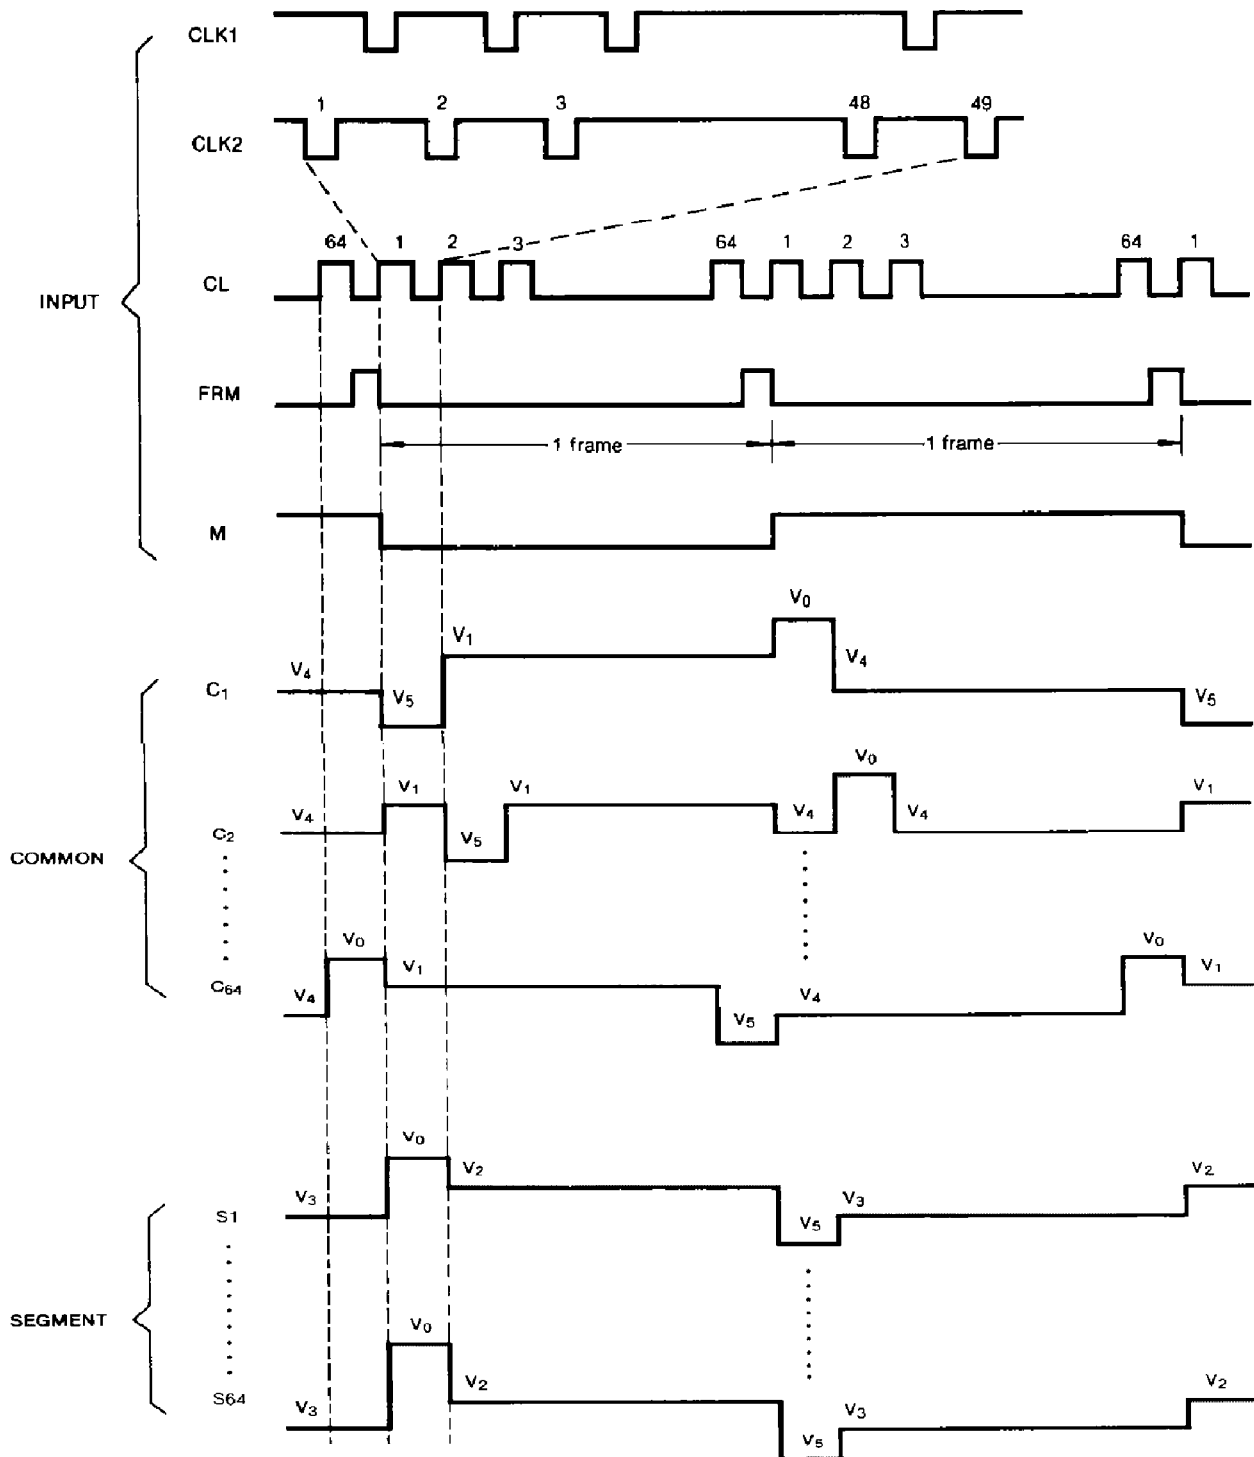 CLK1
1 2 3 48 49
CLK2
64 1 2 3 64 1 2 3 64 1
CL
INPUT
FRM
1 frame 1 frame
M
V0
V1
V4 V4
C1 V5 V5
V0
V1 V1 V1
V4 V4 V4
C2 V5
COMMON
V0 V0
V1 V1
C64 V4 V4
V5
V0
V2 V2
V3 V3
S1 V5
SEGMENT
V0
V2 V2
S64
V3 V3
V5